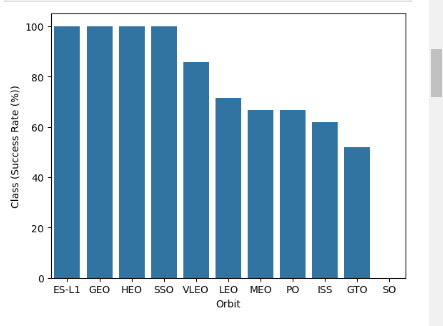 100
80
60
40
20
0
Class (Success Rate (%))
ES-L1 GEO HEO SSO VLEO LEO MEO PO ISS GTO SO
Orbit